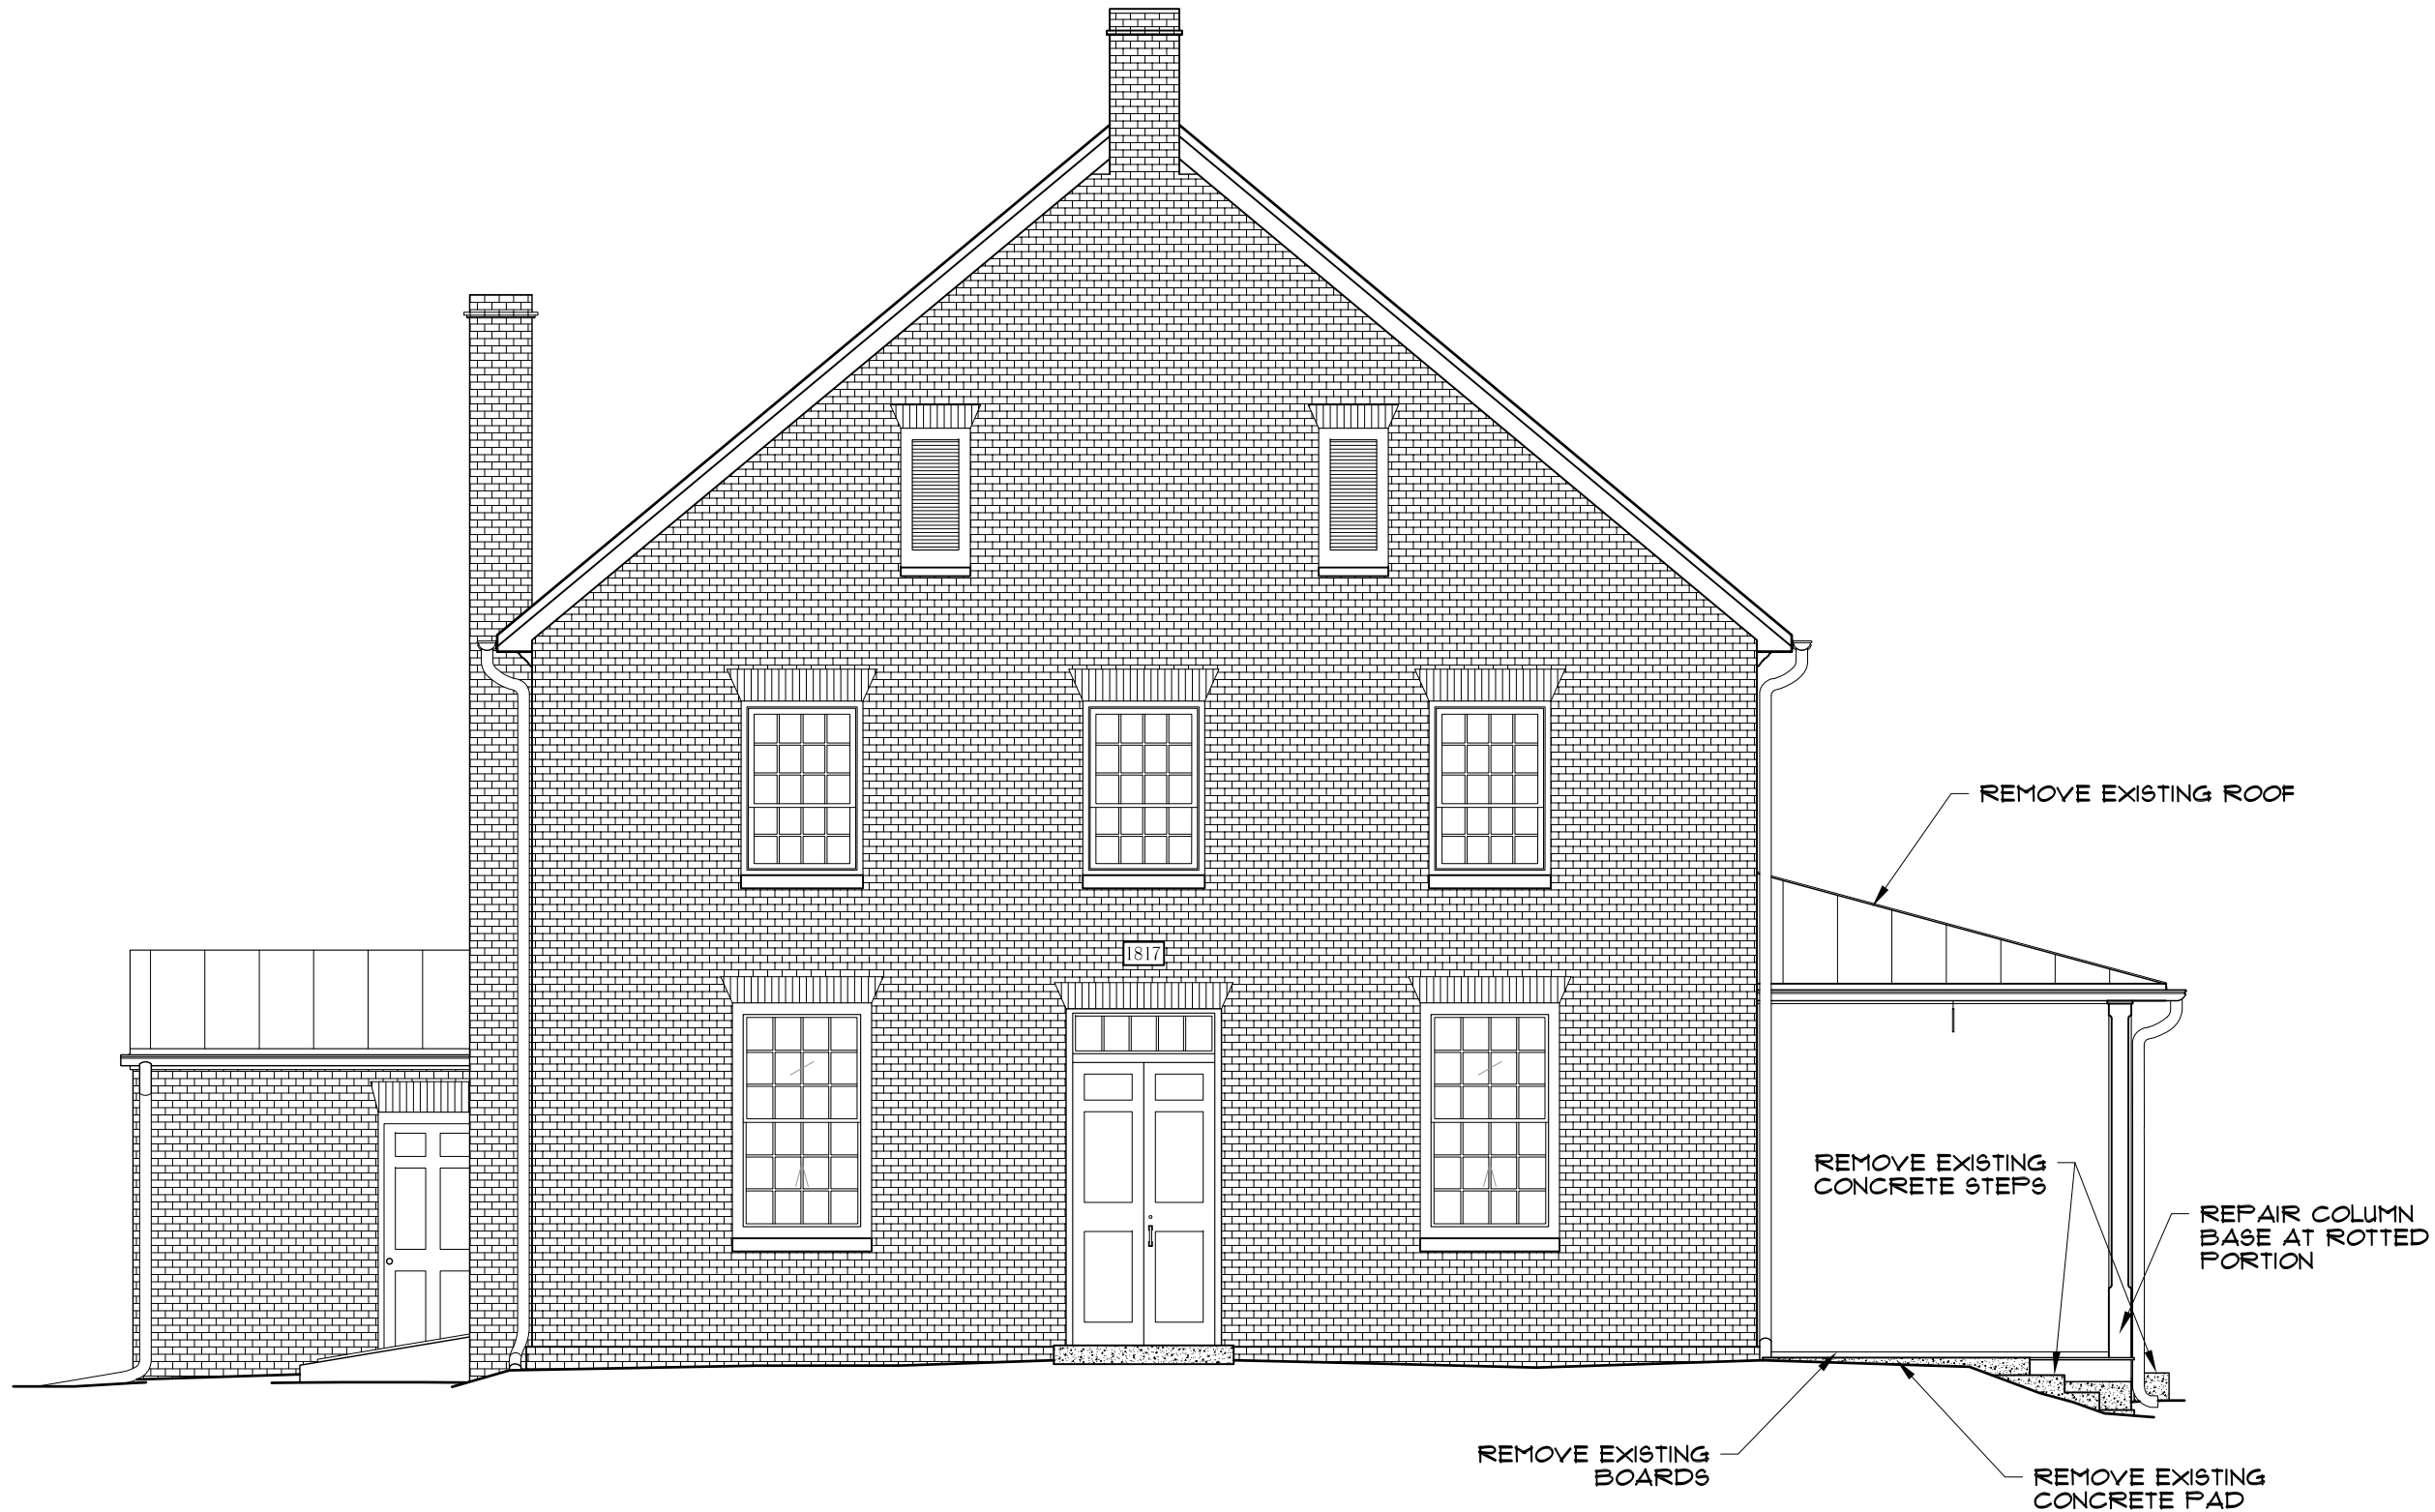 REMOVE EXISTING ROOF
1817
REMOVE EXISTING
CONCRETE STEPS
REPAIR COLUMN
BASE AT ROTTED
PORTION
REMOVE EXISTING
BOARDS
REMOVE EXISTING
CONCRETE PAD